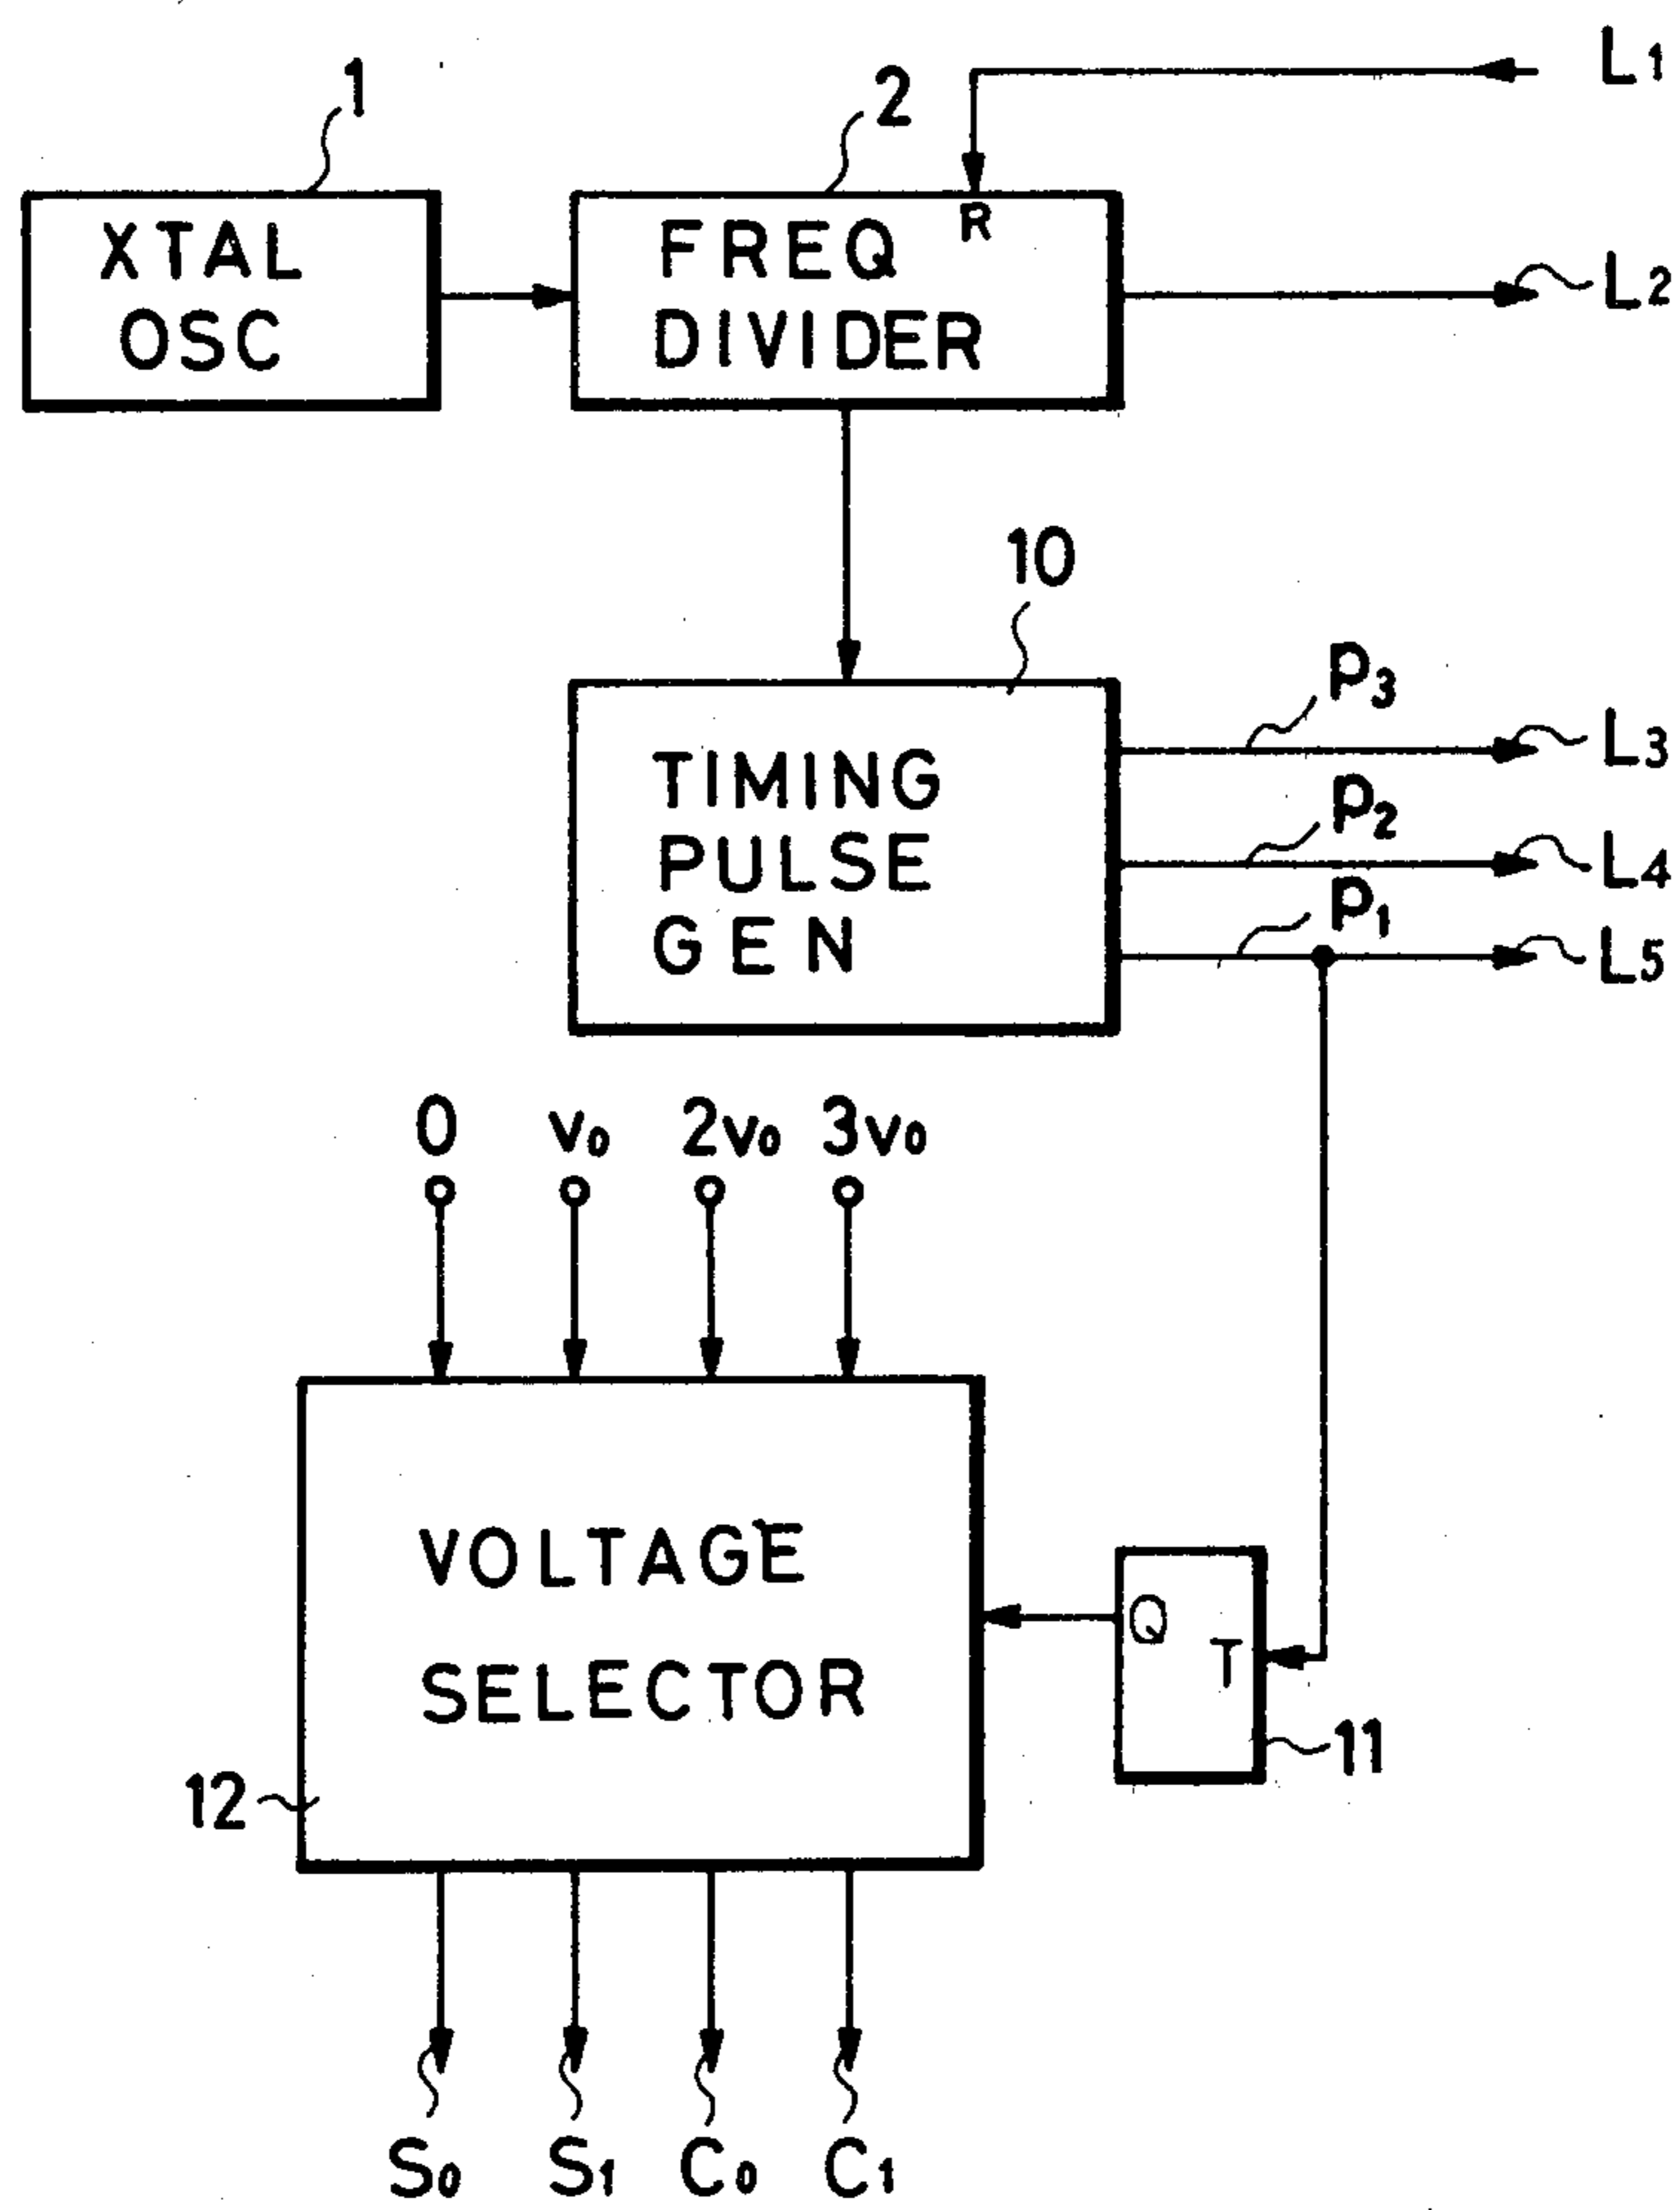 L1
1
2
R
XTAL
OSC
FREQ
DIVIDER
L2
10
P3
L3
TIMING
PULSE
GEN
P2
L4
P1
L5
0 v0 2v0 3v0
VOLTAGE
SELECTOR
Q
T
11
12
S0 S1 C0 C1